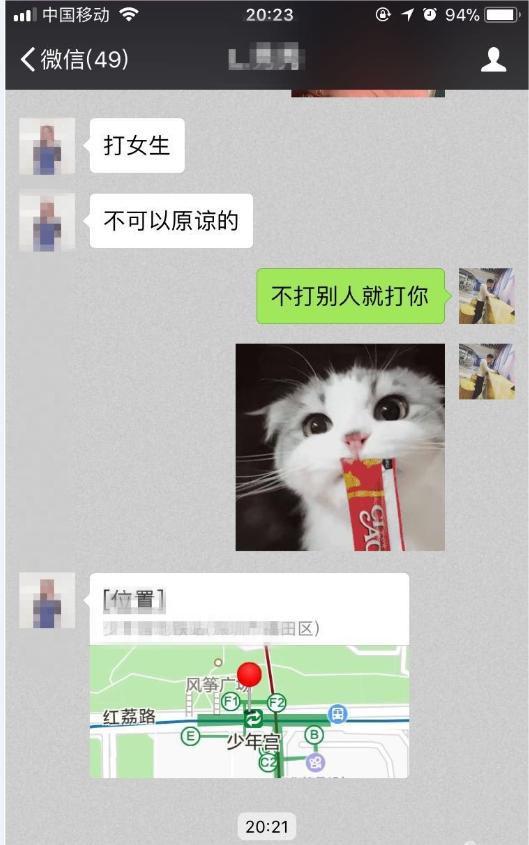 中国移动
20:23
94%
微信(49)
打女生
不可以原谅的
不打别人就打你
CIAO
[位置]
田区)
风筝广场
F1
F2
红荔路
E
少年宫
B
C2
20:21